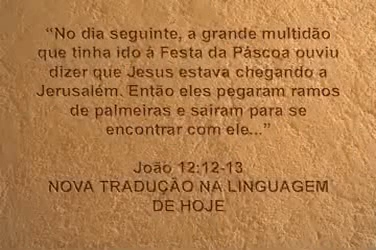 “No dia seguinte, a grande multidão
que tinha ido à Festa da Páscoa ouviu
dizer que Jesus estava chegando a
Jerusalém. Então eles pegaram ramos
de palmeiras e saíram para se
encontrar com ele...”
João 12:12-13
NOVA TRADUÇÃO NA LINGUAGEM
DE HOJE